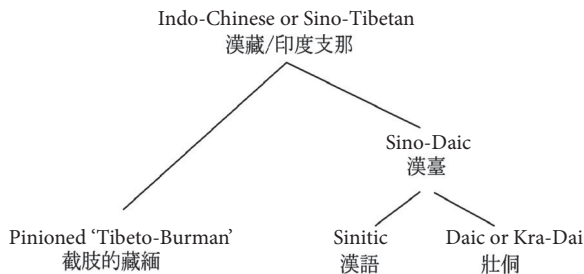 Indo-Chinese or Sino-Tibetan
漢藏/印度支那
Sino-Daic
漢臺
Pinioned ‘Tibeto-Burman’
截肢的藏緬
Sinitic
漢語
Daic or Kra-Dai
壯侗